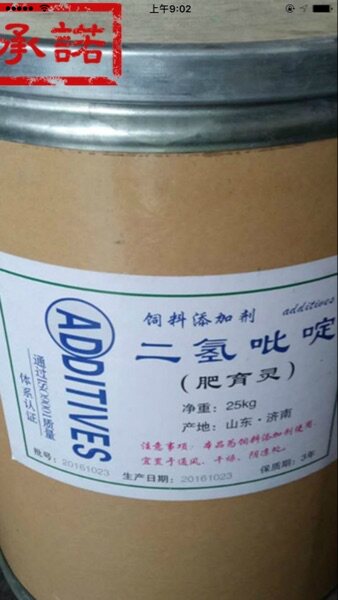 上午9:02
承諾
饲料添加剂
additives
二氢吡啶
(肥育灵)
ADDITIVES
净重：25kg
产地：山东·济南
通过ISO9001质量
体系认证
注意事项：本品为饲料添加剂使用，
宜置于通风、干燥、阴凉处。
批号：20161023
生产日期：20161023
保质期：3年